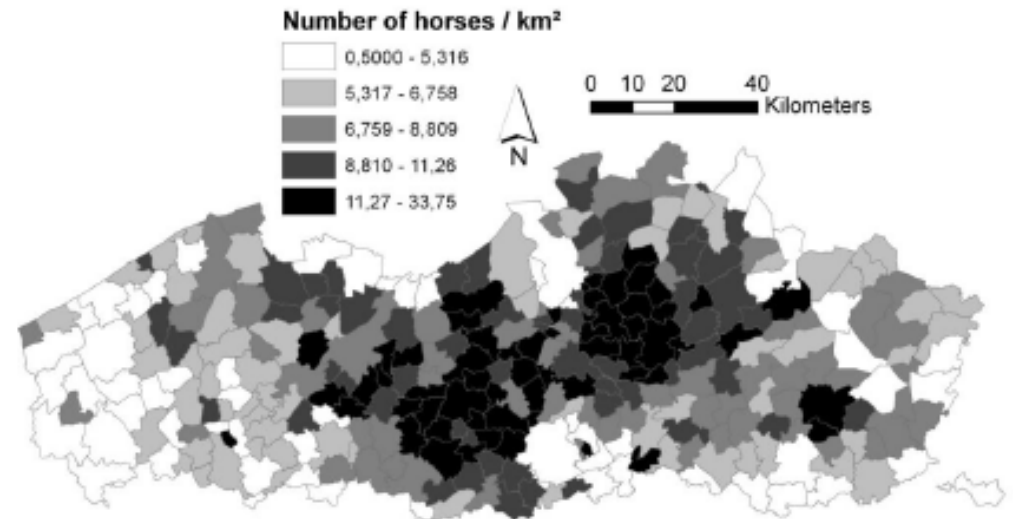 Number of horses / km²
0,5000 - 5,316
5,317 - 6,758
6,759 - 8,809
8,810 - 11,26
11,27 - 33,75
0 10 20 40
Kilometers
N